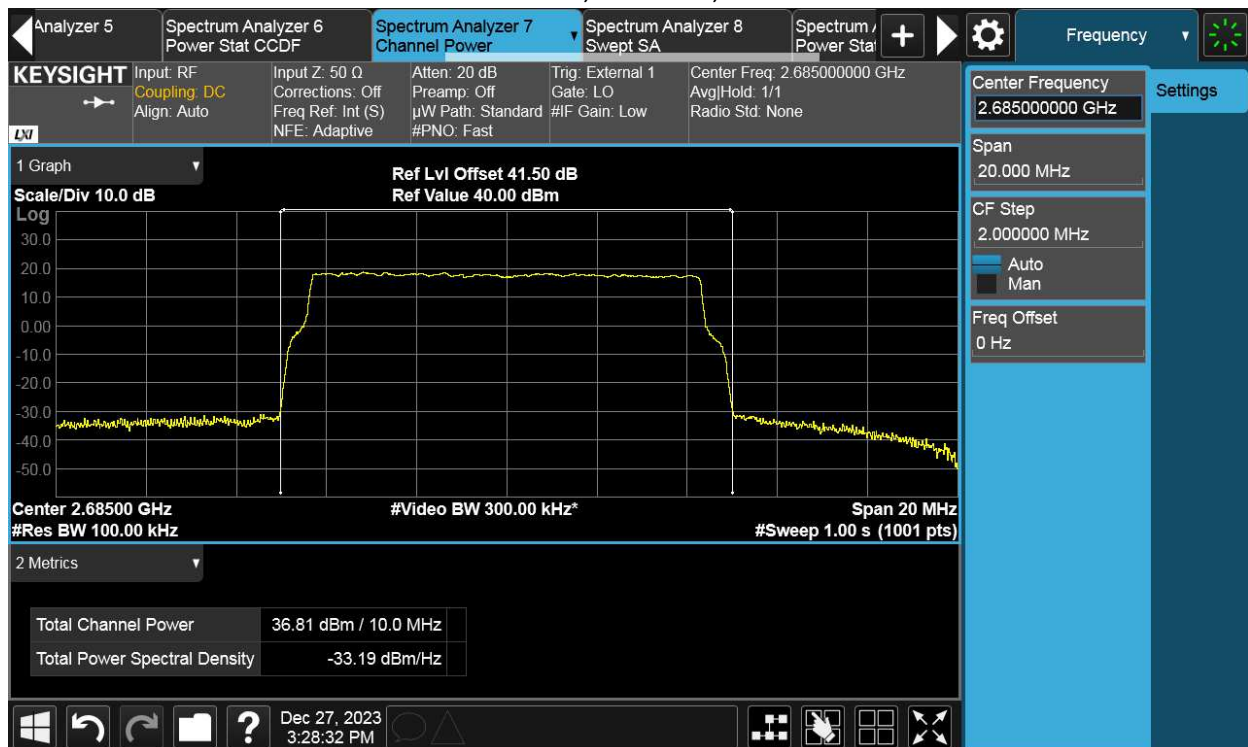 Analyzer 5
Spectrum Analyzer 6
Power Stat CCDF
Spectrum Analyzer 7
Channel Power
Spectrum Analyzer 8
Swept SA
Spectrum
Power Stat
Frequency
KEYSIGHT
LXI
Input: RF
Coupling: DC
Align: Auto
Input Z: 50 Ω
Corrections: Off
Freq Ref: Int (S)
NFE: Adaptive
Atten: 20 dB
Preamp: Off
µW Path: Standard
#PNO: Fast
Trig: External 1
Gate: LO
#IF Gain: Low
Center Freq: 2.685000000 GHz
Avg|Hold: 1/1
Radio Std: None
1 Graph
Scale/Div 10.0 dB
Ref Lvl Offset 41.50 dB
Ref Value 40.00 dBm
Log
30.0
20.0
10.0
0.00
-10.0
-20.0
-30.0
-40.0
-50.0
Center 2.68500 GHz
#Res BW 100.00 kHz
#Video BW 300.00 kHz*
Span 20 MHz
#Sweep 1.00 s (1001 pts)
2 Metrics
Total Channel Power 36.81 dBm / 10.0 MHz
Total Power Spectral Density -33.19 dBm/Hz
Center Frequency
2.685000000 GHz
Span
20.000 MHz
CF Step
2.000000 MHz
Auto
Man
Freq Offset
0 Hz
Settings
?
Dec 27, 2023
3:28:32 PM